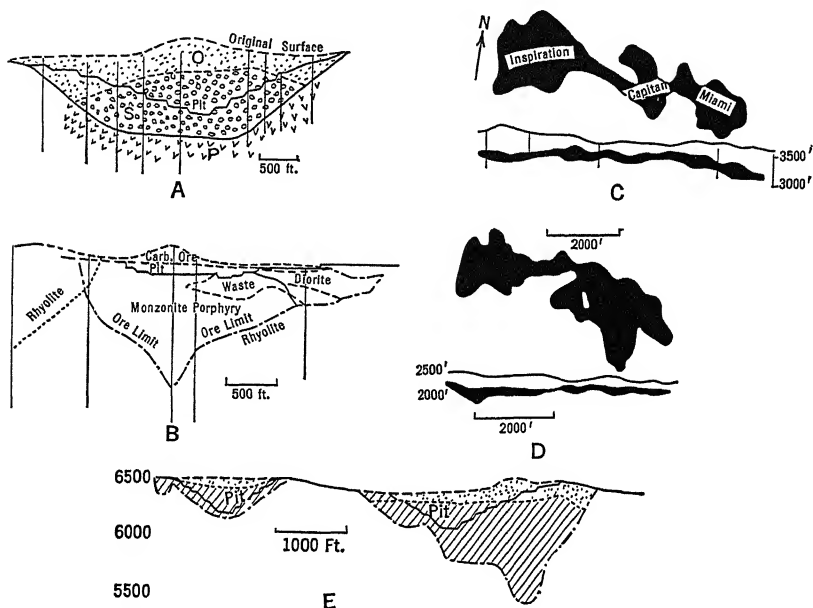 Original Surface
O
Pit
S
P
500 ft.
A
N
Inspiration
Capitan
Miami
3500'
3000'
C
Carb. Ore
Pit
Waste
Diorite
Rhyolite
Monzonite Porphyry
Ore Limit
Ore Limit
Rhyolite
500 ft.
B
2000'
2500'
2000'
2000'
D
6500
Pit
Pit
6000
1000 Ft.
5500
E